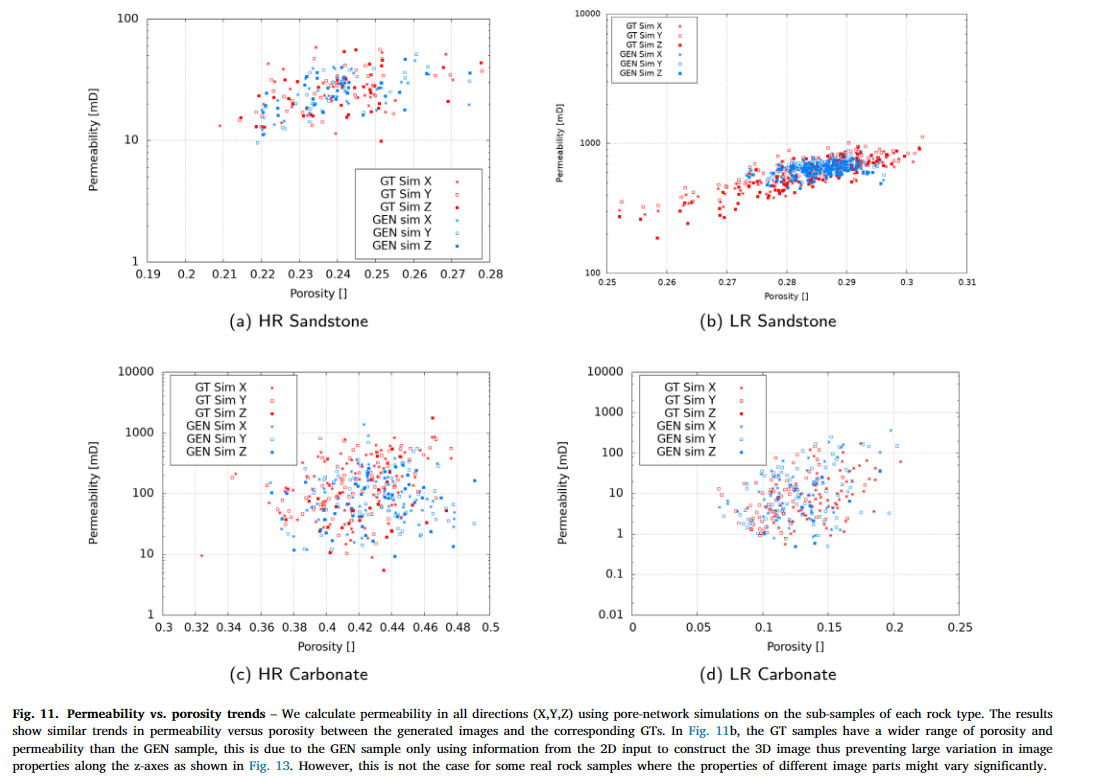 100
10
1
0.19 0.2 0.21 0.22 0.23 0.24 0.25 0.26 0.27 0.28
Permeability [mD]
Porosity []
GT Sim X
GT Sim Y
GT Sim Z
GEN sim X
GEN sim Y
GEN sim Z
(a) HR Sandstone
10000
1000
100
0.25 0.26 0.27 0.28 0.29 0.3 0.31
Permeability [mD]
Porosity []
GT Sim X
GT Sim Y
GT Sim Z
GEN Sim X
GEN Sim Y
GEN Sim Z
(b) LR Sandstone
10000
1000
100
10
1
0.3 0.32 0.34 0.36 0.38 0.4 0.42 0.44 0.46 0.48 0.5
Permeability [mD]
Porosity []
GT Sim X
GT Sim Y
GT Sim Z
GEN Sim X
GEN Sim Y
GEN Sim Z
(c) HR Carbonate
10000
1000
100
10
1
0.1
0.01
0 0.05 0.1 0.15 0.2 0.25
Permeability [mD]
Porosity []
GT Sim X
GT Sim Y
GT Sim Z
GEN sim X
GEN sim Y
GEN sim Z
(d) LR Carbonate
Fig. 11. Permeability vs. porosity trends – We calculate permeability in all directions (X,Y,Z) using pore-network simulations on the sub-samples of each rock type. The results
show similar trends in permeability versus porosity between the generated images and the corresponding GTs. In Fig. 11b, the GT samples have a wider range of porosity and
permeability than the GEN sample, this is due to the GEN sample only using information from the 2D input to construct the 3D image thus preventing large variation in image
properties along the z-axes as shown in Fig. 13. However, this is not the case for some real rock samples where the properties of different image parts might vary significantly.